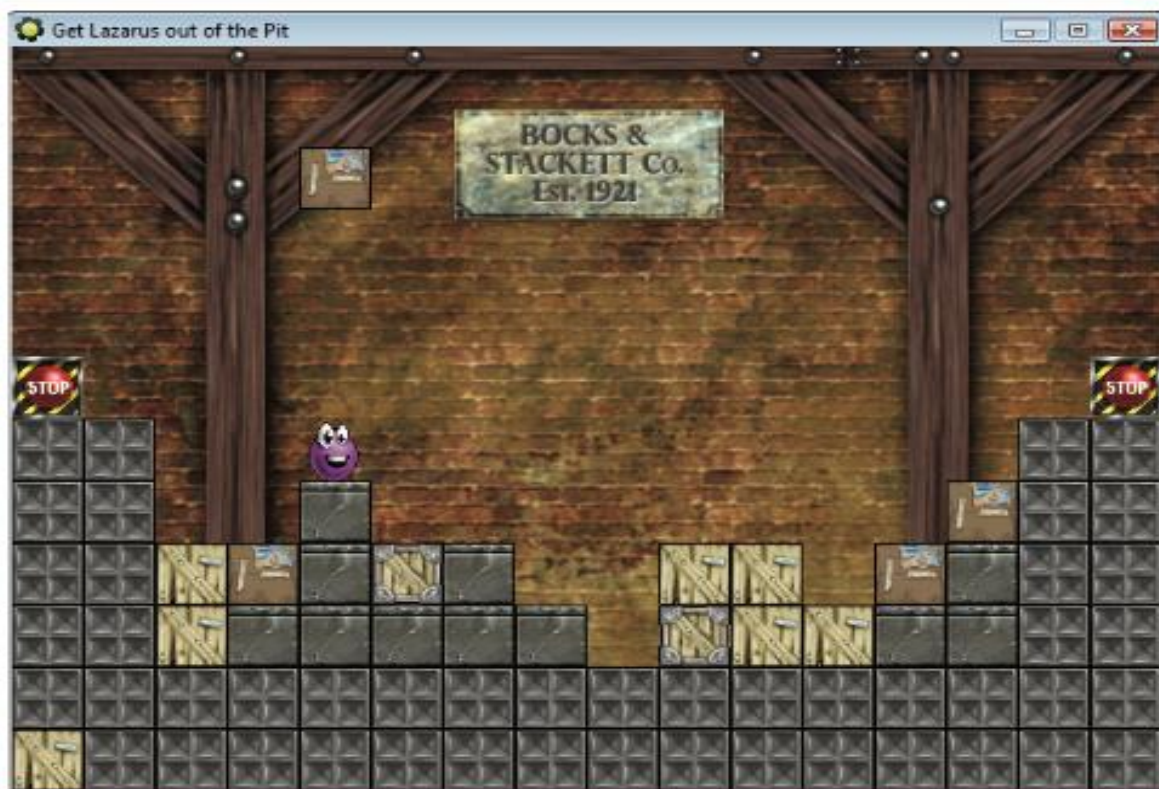 Get Lazarus out of the Pit
BOCKS &
STACKETT CO.
EST. 1921
STOP
STOP